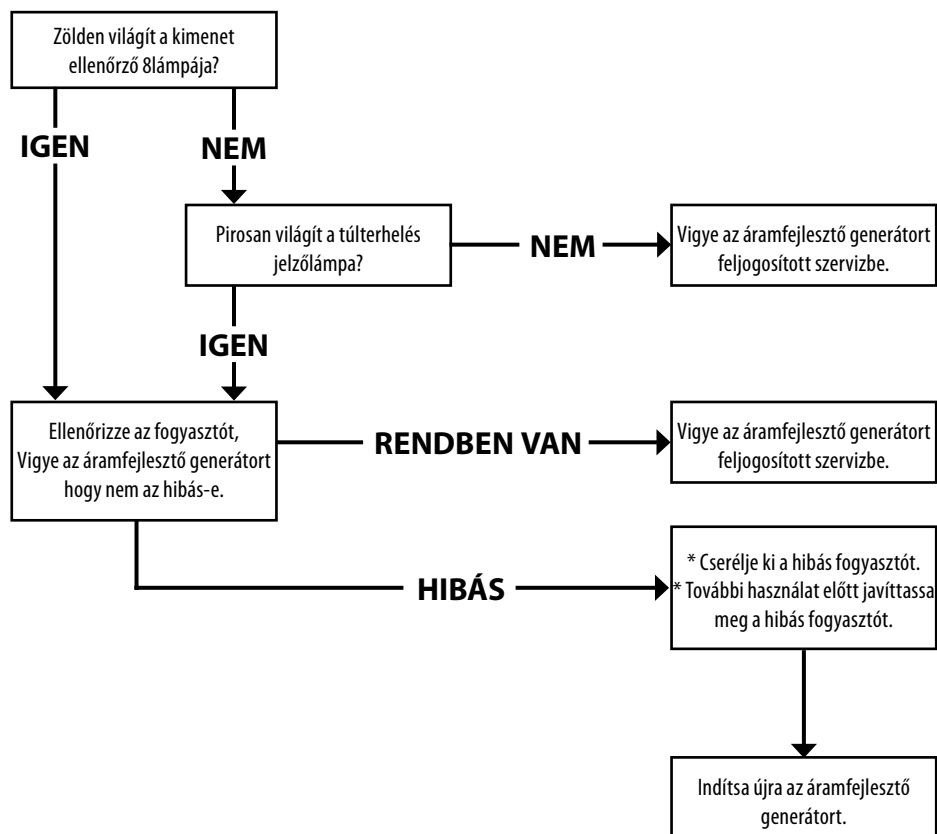 Zölden világít a kimenet
ellenőrző 8lámpája?
IGEN
NEM
Pirosan világít a túlterhelés
jelzőlámpa?
NEM
Vigye az áramfejlesztő generátort
feljogosított szervizbe.
IGEN
Ellenőrizze az fogyasztót,
Vigye az áramfejlesztő generátort
hogy nem az hibás-e.
RENDBEN VAN
Vigye az áramfejlesztő generátort
feljogosított szervizbe.
HIBÁS
* Cserélje ki a hibás fogyasztót.
* További használat előtt javíttassa
meg a hibás fogyasztót.
Indítsa újra az áramfejlesztő
generátort.